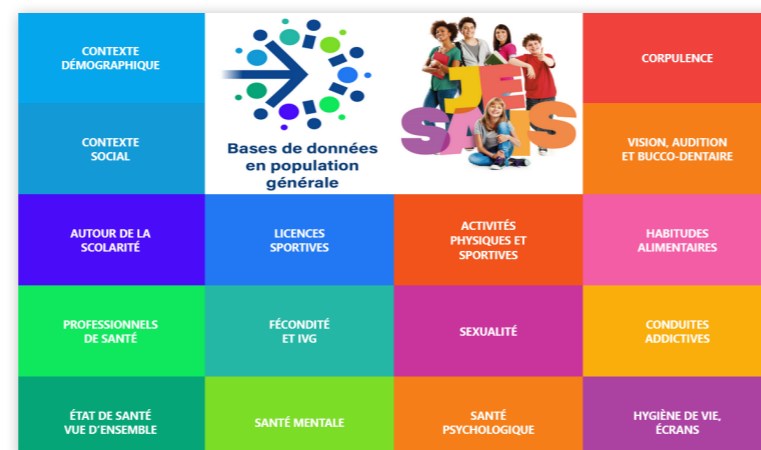 CONTEXTE
DÉMOGRAPHIQUE
Bases de données
en population
générale
JE
SAIS
CORPULENCE
CONTEXTE
SOCIAL
VISION, AUDITION
ET BUCCO-DENTAIRE
AUTOUR DE LA
SCOLARITÉ
LICENCES
SPORTIVES
ACTIVITÉS
PHYSIQUES ET
SPORTIVES
HABITUDES
ALIMENTAIRES
PROFESSIONNELS
DE SANTÉ
FÉCONDITÉ
ET IVG
SEXUALITÉ
CONDUITES
ADDICTIVES
ÉTAT DE SANTÉ
VUE D'ENSEMBLE
SANTÉ MENTALE
SANTÉ
PSYCHOLOGIQUE
HYGIÈNE DE VIE,
ÉCRANS